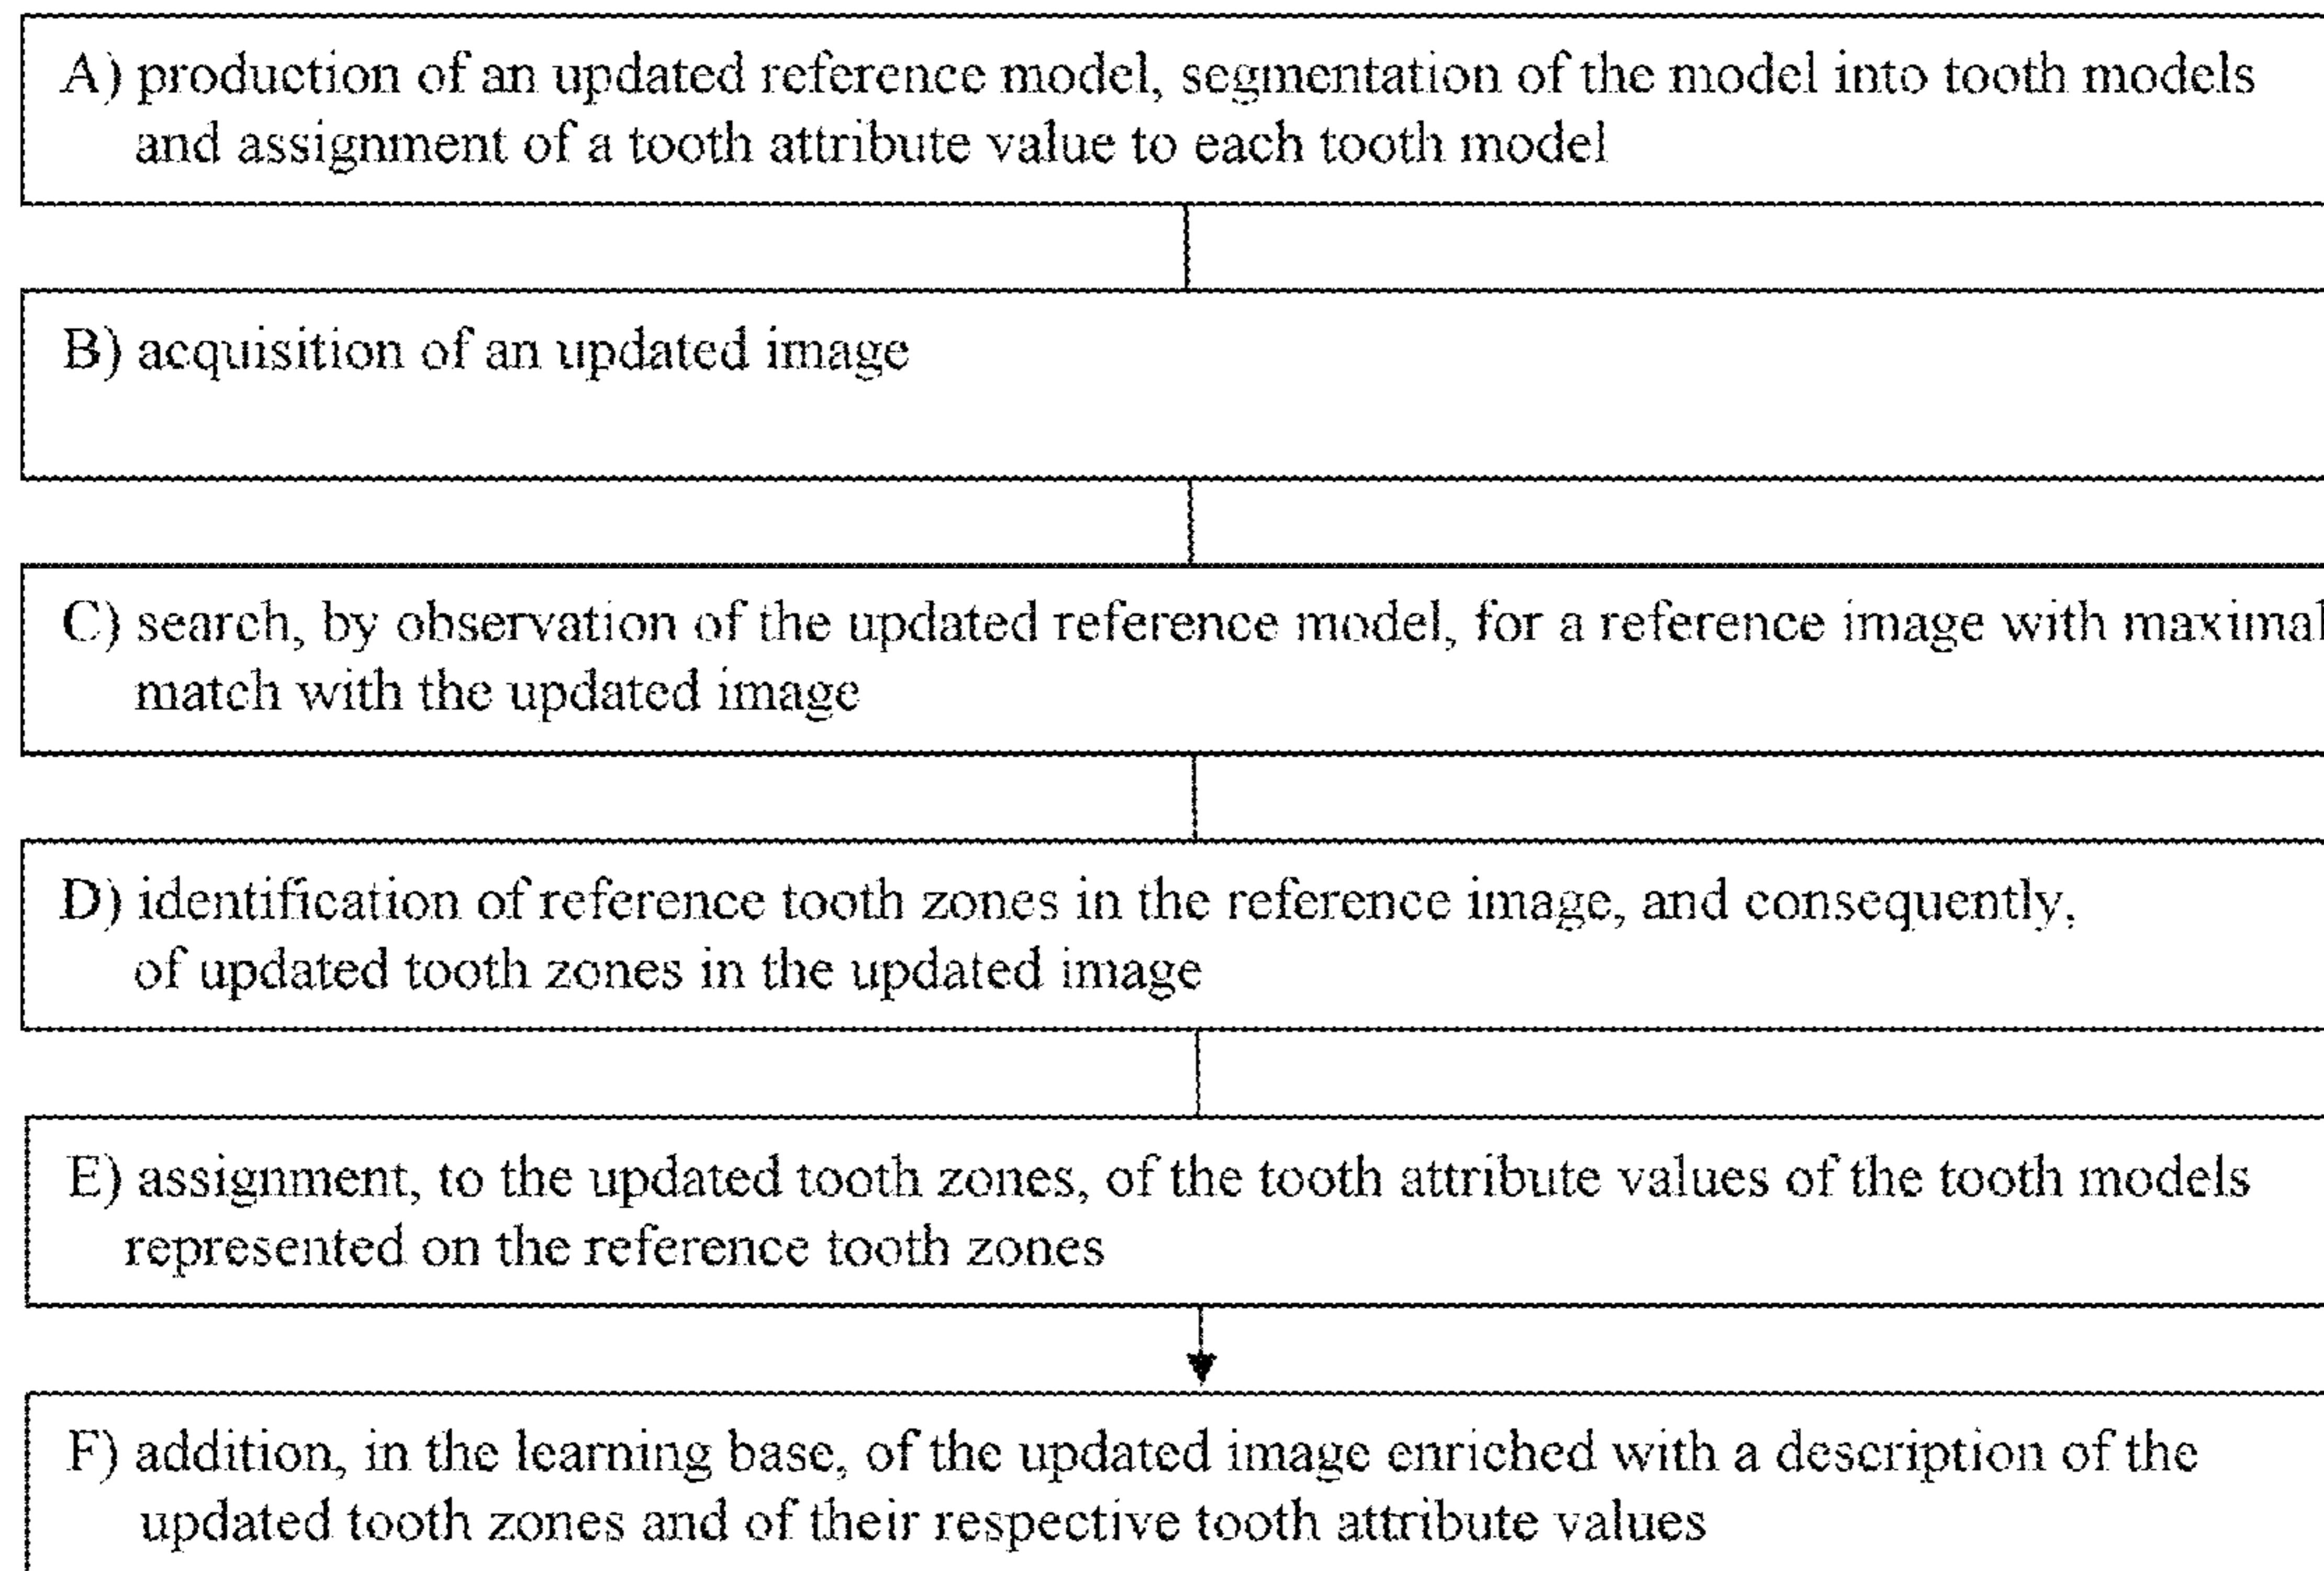 A) production of an updated reference model, segmentation of the model into tooth models
and assignment of a tooth attribute value to each tooth model
B) acquisition of an updated image
C) search, by observation of the updated reference model, for a reference image with maximal
match with the updated image
D) identification of reference tooth zones in the reference image, and consequently,
of updated tooth zones in the updated image
E) assignment, to the updated tooth zones, of the tooth attribute values of the tooth models
represented on the reference tooth zones
F) addition, in the learning base, of the updated image enriched with a description of the
updated tooth zones and of their respective tooth attribute values